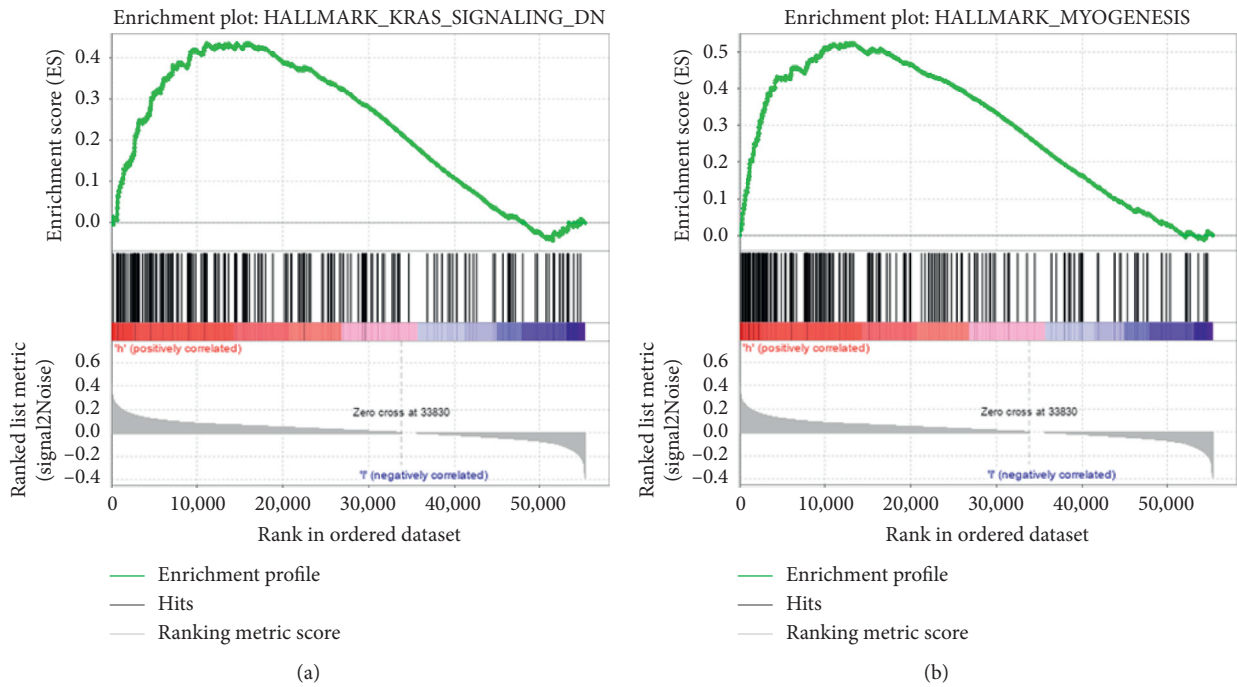 Enrichment plot: HALLMARK_KRAS_SIGNALING_DN
Enrichment score (ES)
0.4
0.3
0.2
0.1
0.0
'h' (positively correlated)
Ranked list metric
(signal2Noise)
0.6
0.4
0.2
0.0
−0.2
−0.4
Zero cross at 33830
'l' (negatively correlated)
0 10,000 20,000 30,000 40,000 50,000
Rank in ordered dataset
Enrichment profile
Hits
Ranking metric score
(a)
Enrichment plot: HALLMARK_MYOGENESIS
Enrichment score (ES)
0.5
0.4
0.3
0.2
0.1
0.0
'h' (positively correlated)
Ranked list metric
(signal2Noise)
0.6
0.4
0.2
0.0
−0.2
−0.4
Zero cross at 33830
'l' (negatively correlated)
0 10,000 20,000 30,000 40,000 50,000
Rank in ordered dataset
Enrichment profile
Hits
Ranking metric score
(b)